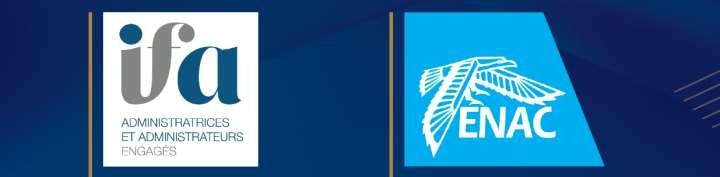 ifa
ADMINISTRATRICES
ET ADMINISTRATEURS
ENGAGÉS
ENAC